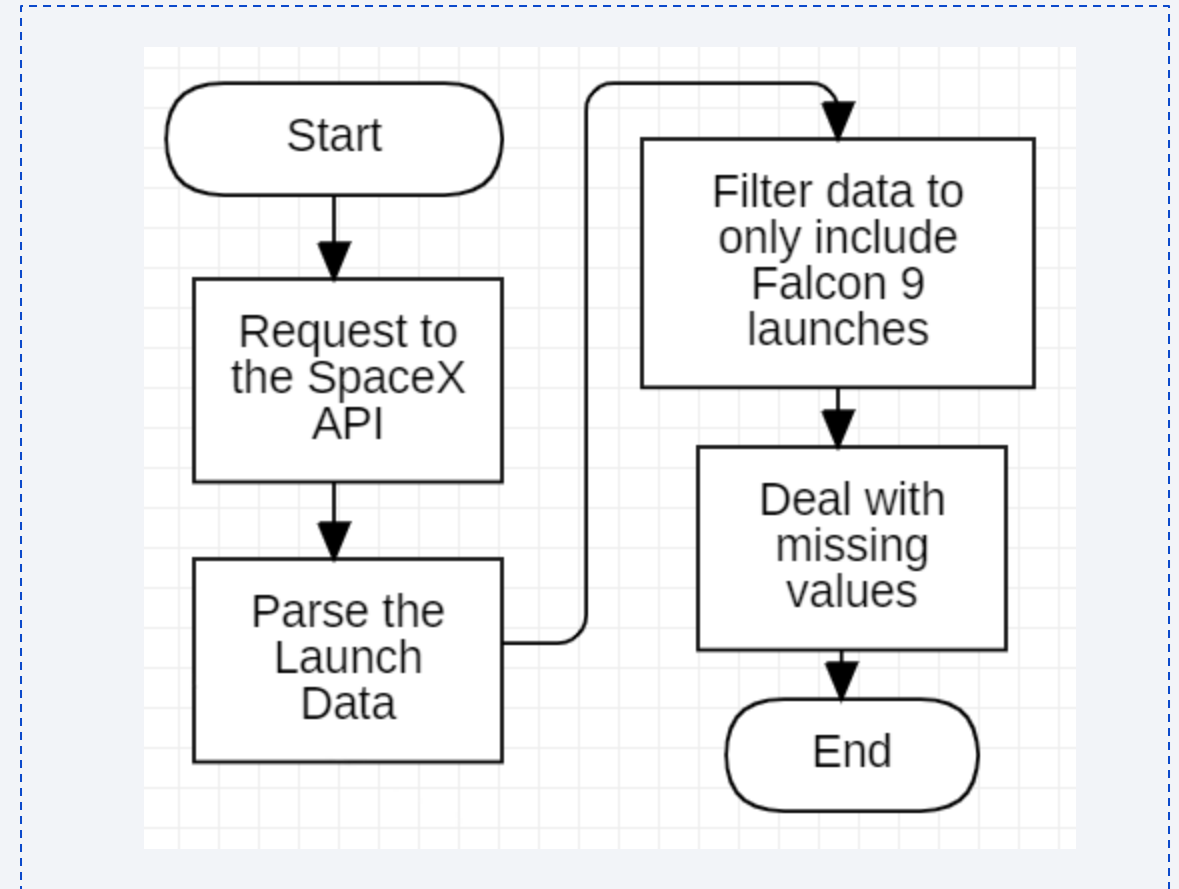 Start
Request to
the SpaceX
API
Parse the
Launch
Data
Filter data to
only include
Falcon 9
launches
Deal with
missing
values
End